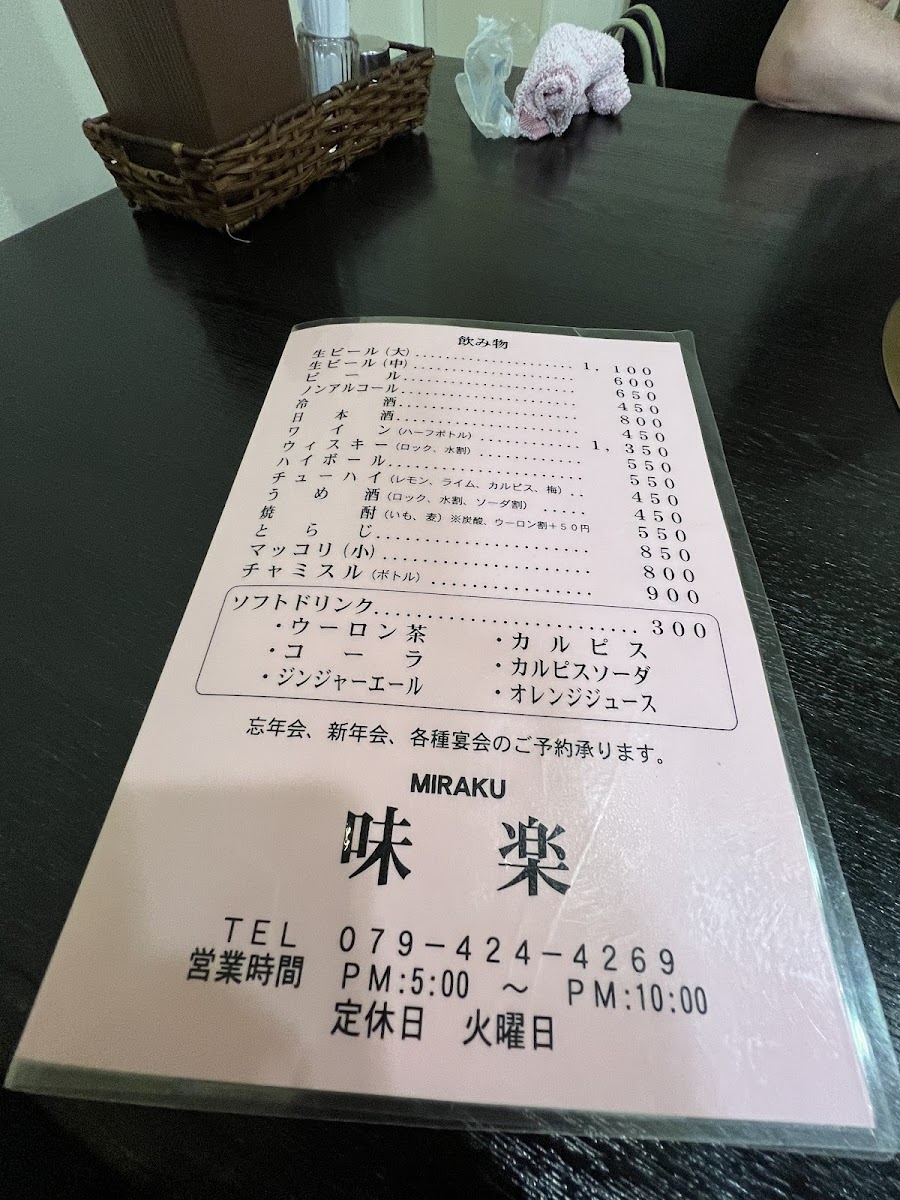 飲み物
生ビール(大)........................1,100
生ビール(中)........................600
ビール........................650
ノンアルコール........................450
冷酒........................800
日本酒........................450
ワイン(ハーフボトル)..................1,350
ウィスキー(ロック、水割)..................550
ハイボール........................550
チューハイ(レモン、ライム、カルピス、梅)..450
うめ酒(ロック、水割、ソーダ割).....450
焼酎(いも、麦)※炭酸、ウーロン割+50円 550
とらじ........................850
マッコリ(小)........................800
チャミスル(ボトル)..................900
ソフトドリンク........................300
・ウーロン茶 ・カルピス
・コーラ ・カルピスソーダ
・ジンジャーエール ・オレンジジュース
忘年会、新年会、各種宴会のご予約承ります。
MIRAKU
味楽
TEL 079-424-4269
営業時間 PM:5:00 ～ PM:10:00
定休日 火曜日